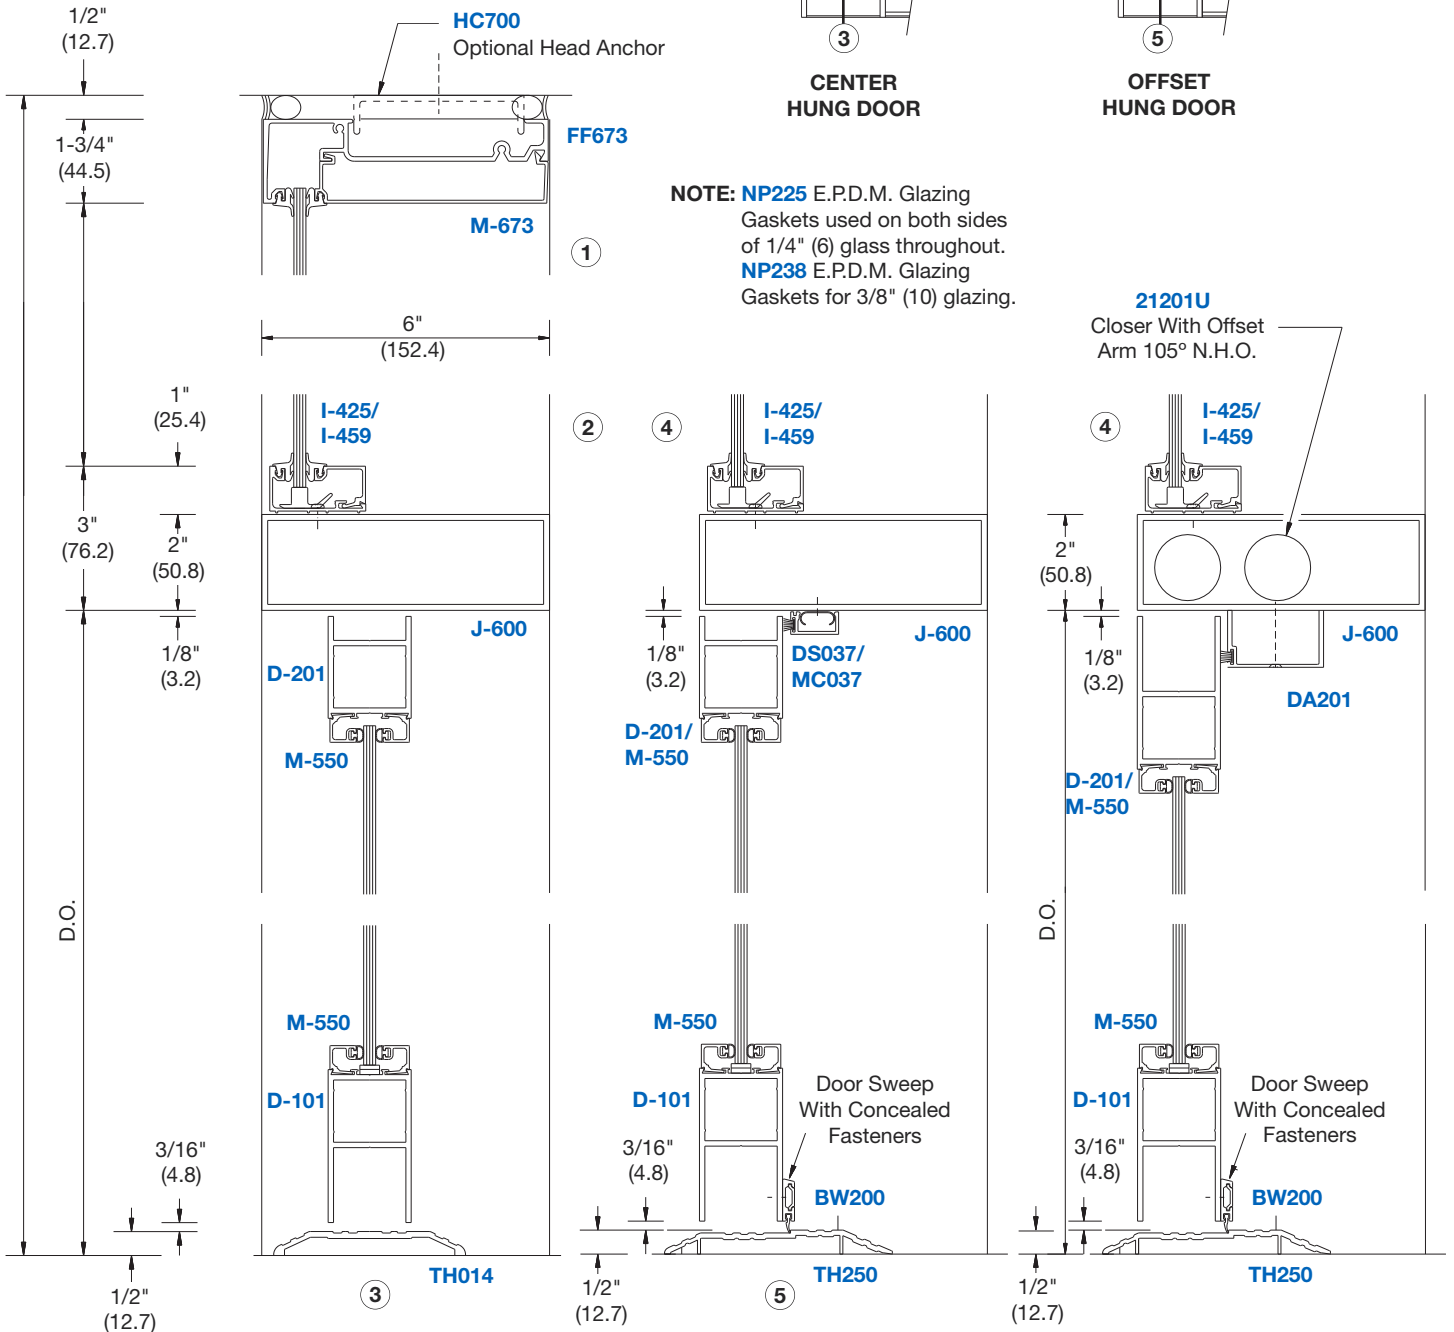 1/2"
(12.7)
HC700
Optional Head Anchor
3
CENTER
HUNG DOOR
5
OFFSET
HUNG DOOR
1-3/4"
(44.5)
FF673
M-673
1
NOTE: NP225 E.P.D.M. Glazing
Gaskets used on both sides
of 1/4" (6) glass throughout.
NP238 E.P.D.M. Glazing
Gaskets for 3/8" (10) glazing.
6"
(152.4)
21201U
Closer With Offset
Arm 105º N.H.O.
1"
(25.4)
I-425/
I-459
2
4
I-425/
I-459
4
I-425/
I-459
3"
(76.2)
2"
(50.8)
2"
(50.8)
J-600
J-600
J-600
1/8"
(3.2)
D-201
M-550
1/8"
(3.2)
DS037/
MC037
D-201/
M-550
1/8"
(3.2)
DA201
D-201/
M-550
D.O.
D.O.
M-550
D-101
3/16"
(4.8)
TH014
1/2"
(12.7)
3
M-550
D-101
Door Sweep
With Concealed
Fasteners
3/16"
(4.8)
BW200
TH250
1/2"
(12.7)
5
M-550
D-101
Door Sweep
With Concealed
Fasteners
3/16"
(4.8)
BW200
TH250
1/2"
(12.7)